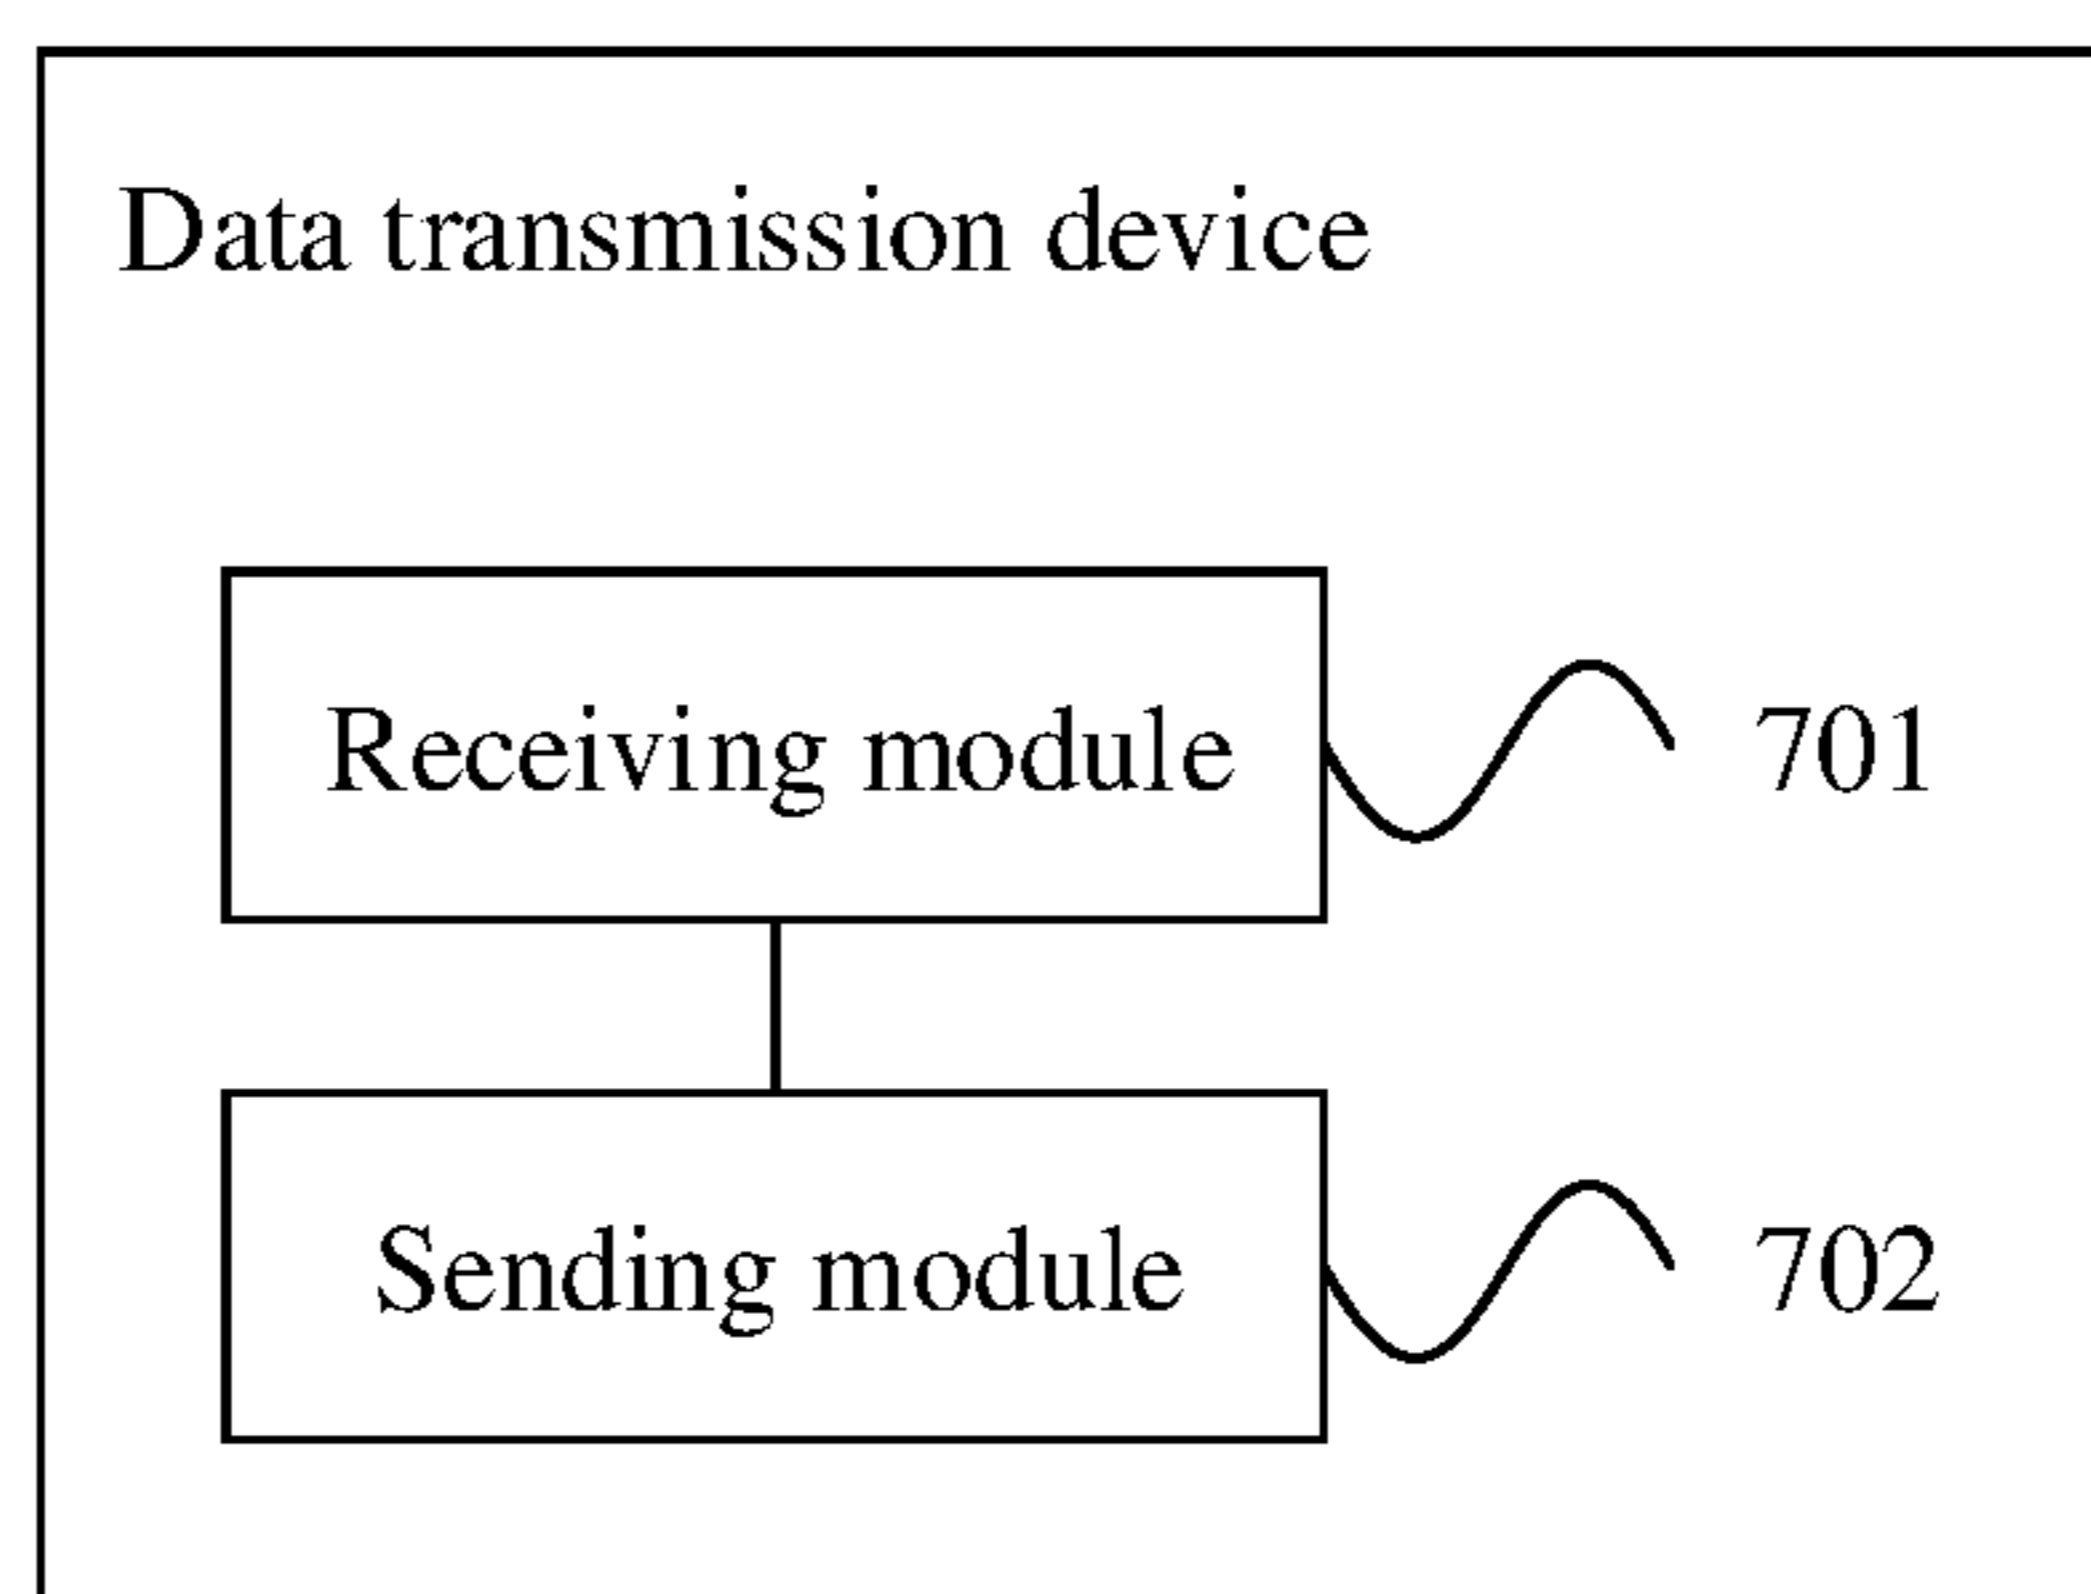 Data transmission device
Receiving module 701
Sending module 702